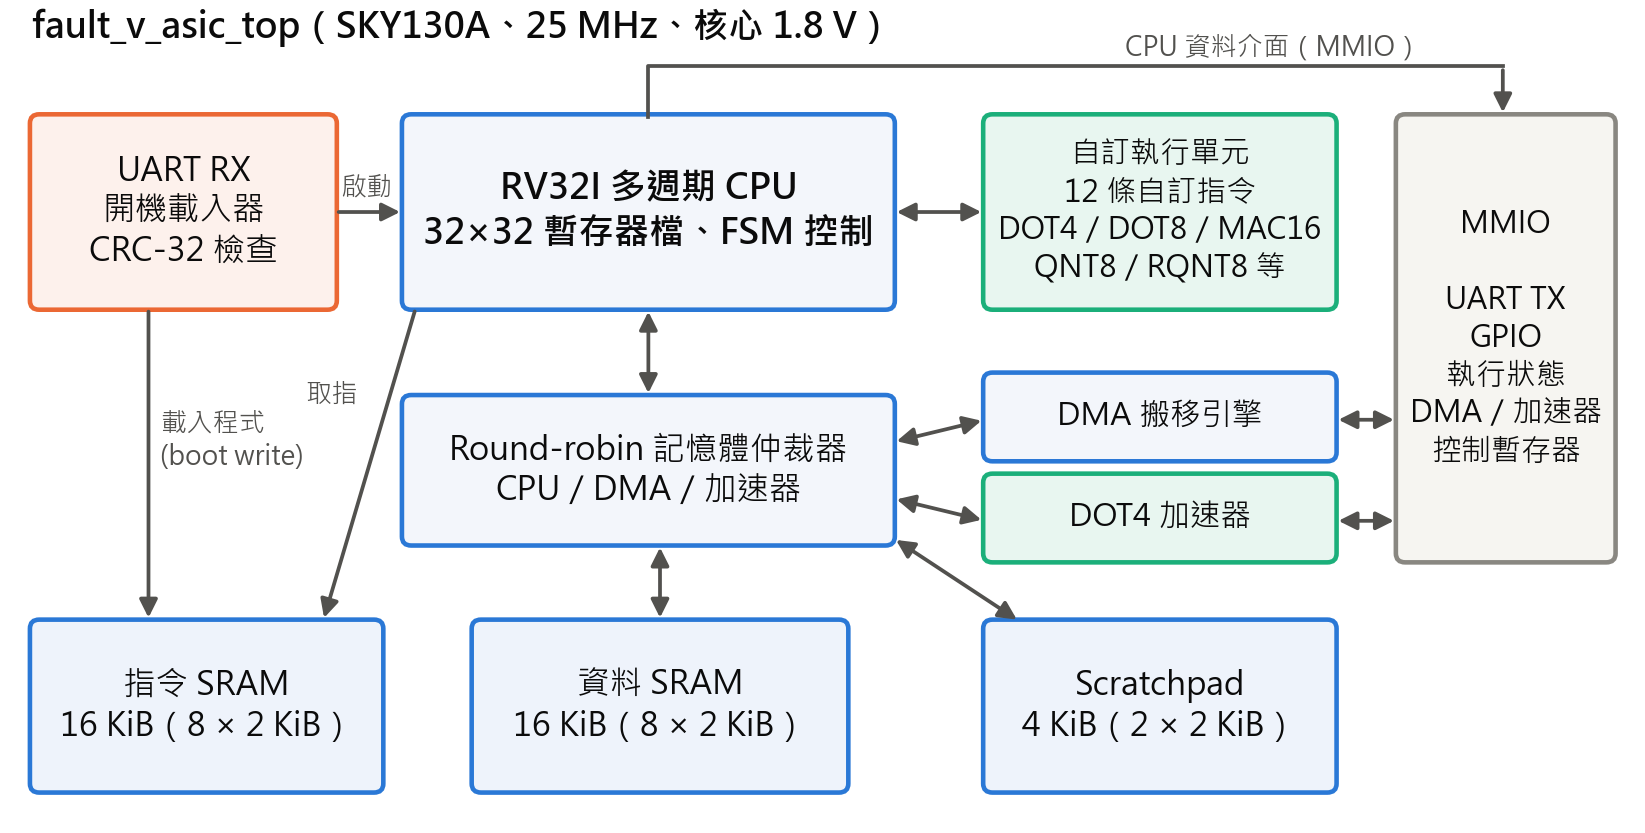 fault_v_asic_top（SKY130A、25 MHz、核心 1.8 V）
CPU 資料介面（MMIO）
UART RX
開機載入器
CRC-32 檢查
啟動
RV32I 多週期 CPU
32×32 暫存器檔、FSM 控制
自訂執行單元
12 條自訂指令
DOT4 / DOT8 / MAC16
QNT8 / RQNT8 等
MMIO
UART TX
GPIO
執行狀態
DMA / 加速器
控制暫存器
取指
載入程式
(boot write)
Round-robin 記憶體仲裁器
CPU / DMA / 加速器
DMA 搬移引擎
DOT4 加速器
指令 SRAM
16 KiB（8 × 2 KiB）
資料 SRAM
16 KiB（8 × 2 KiB）
Scratchpad
4 KiB（2 × 2 KiB）